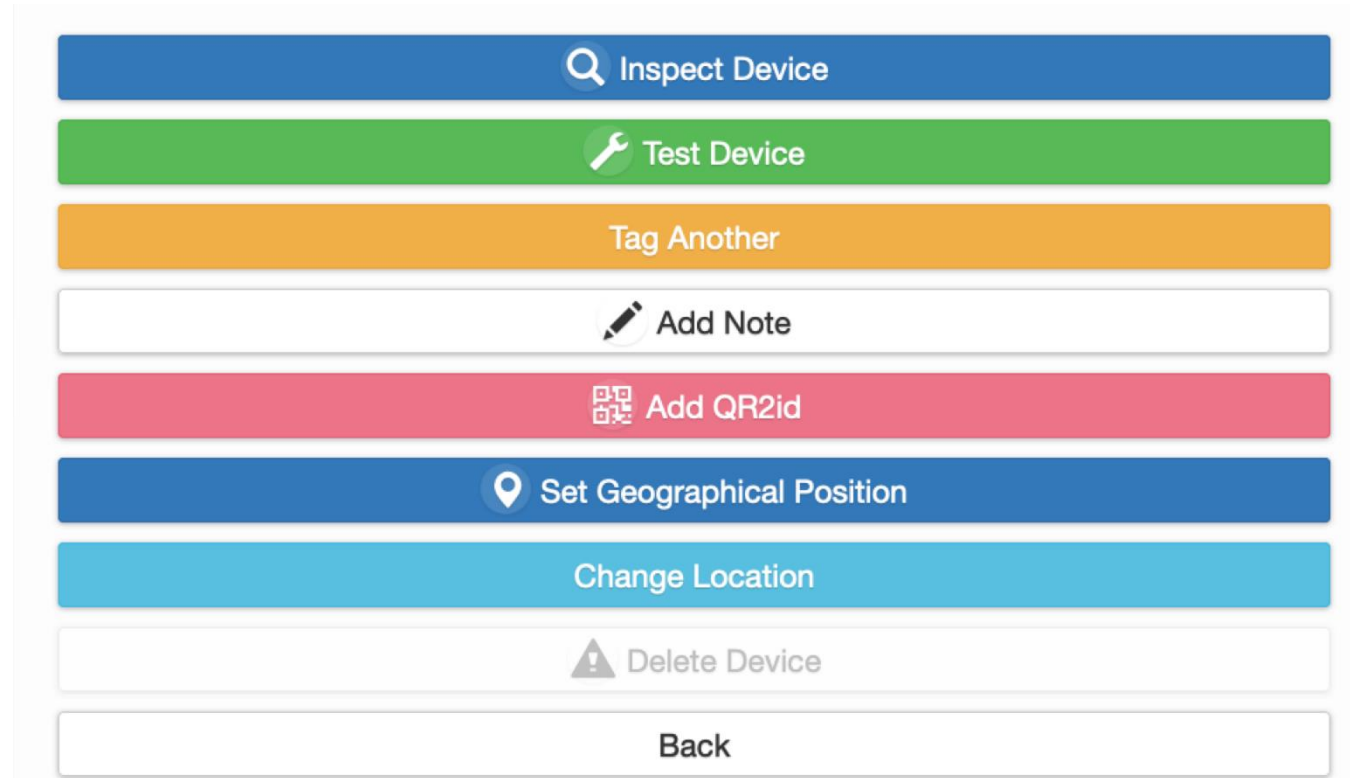 Inspect Device
Test Device
Tag Another
Add Note
Add QR2id
Set Geographical Position
Change Location
Delete Device
Back